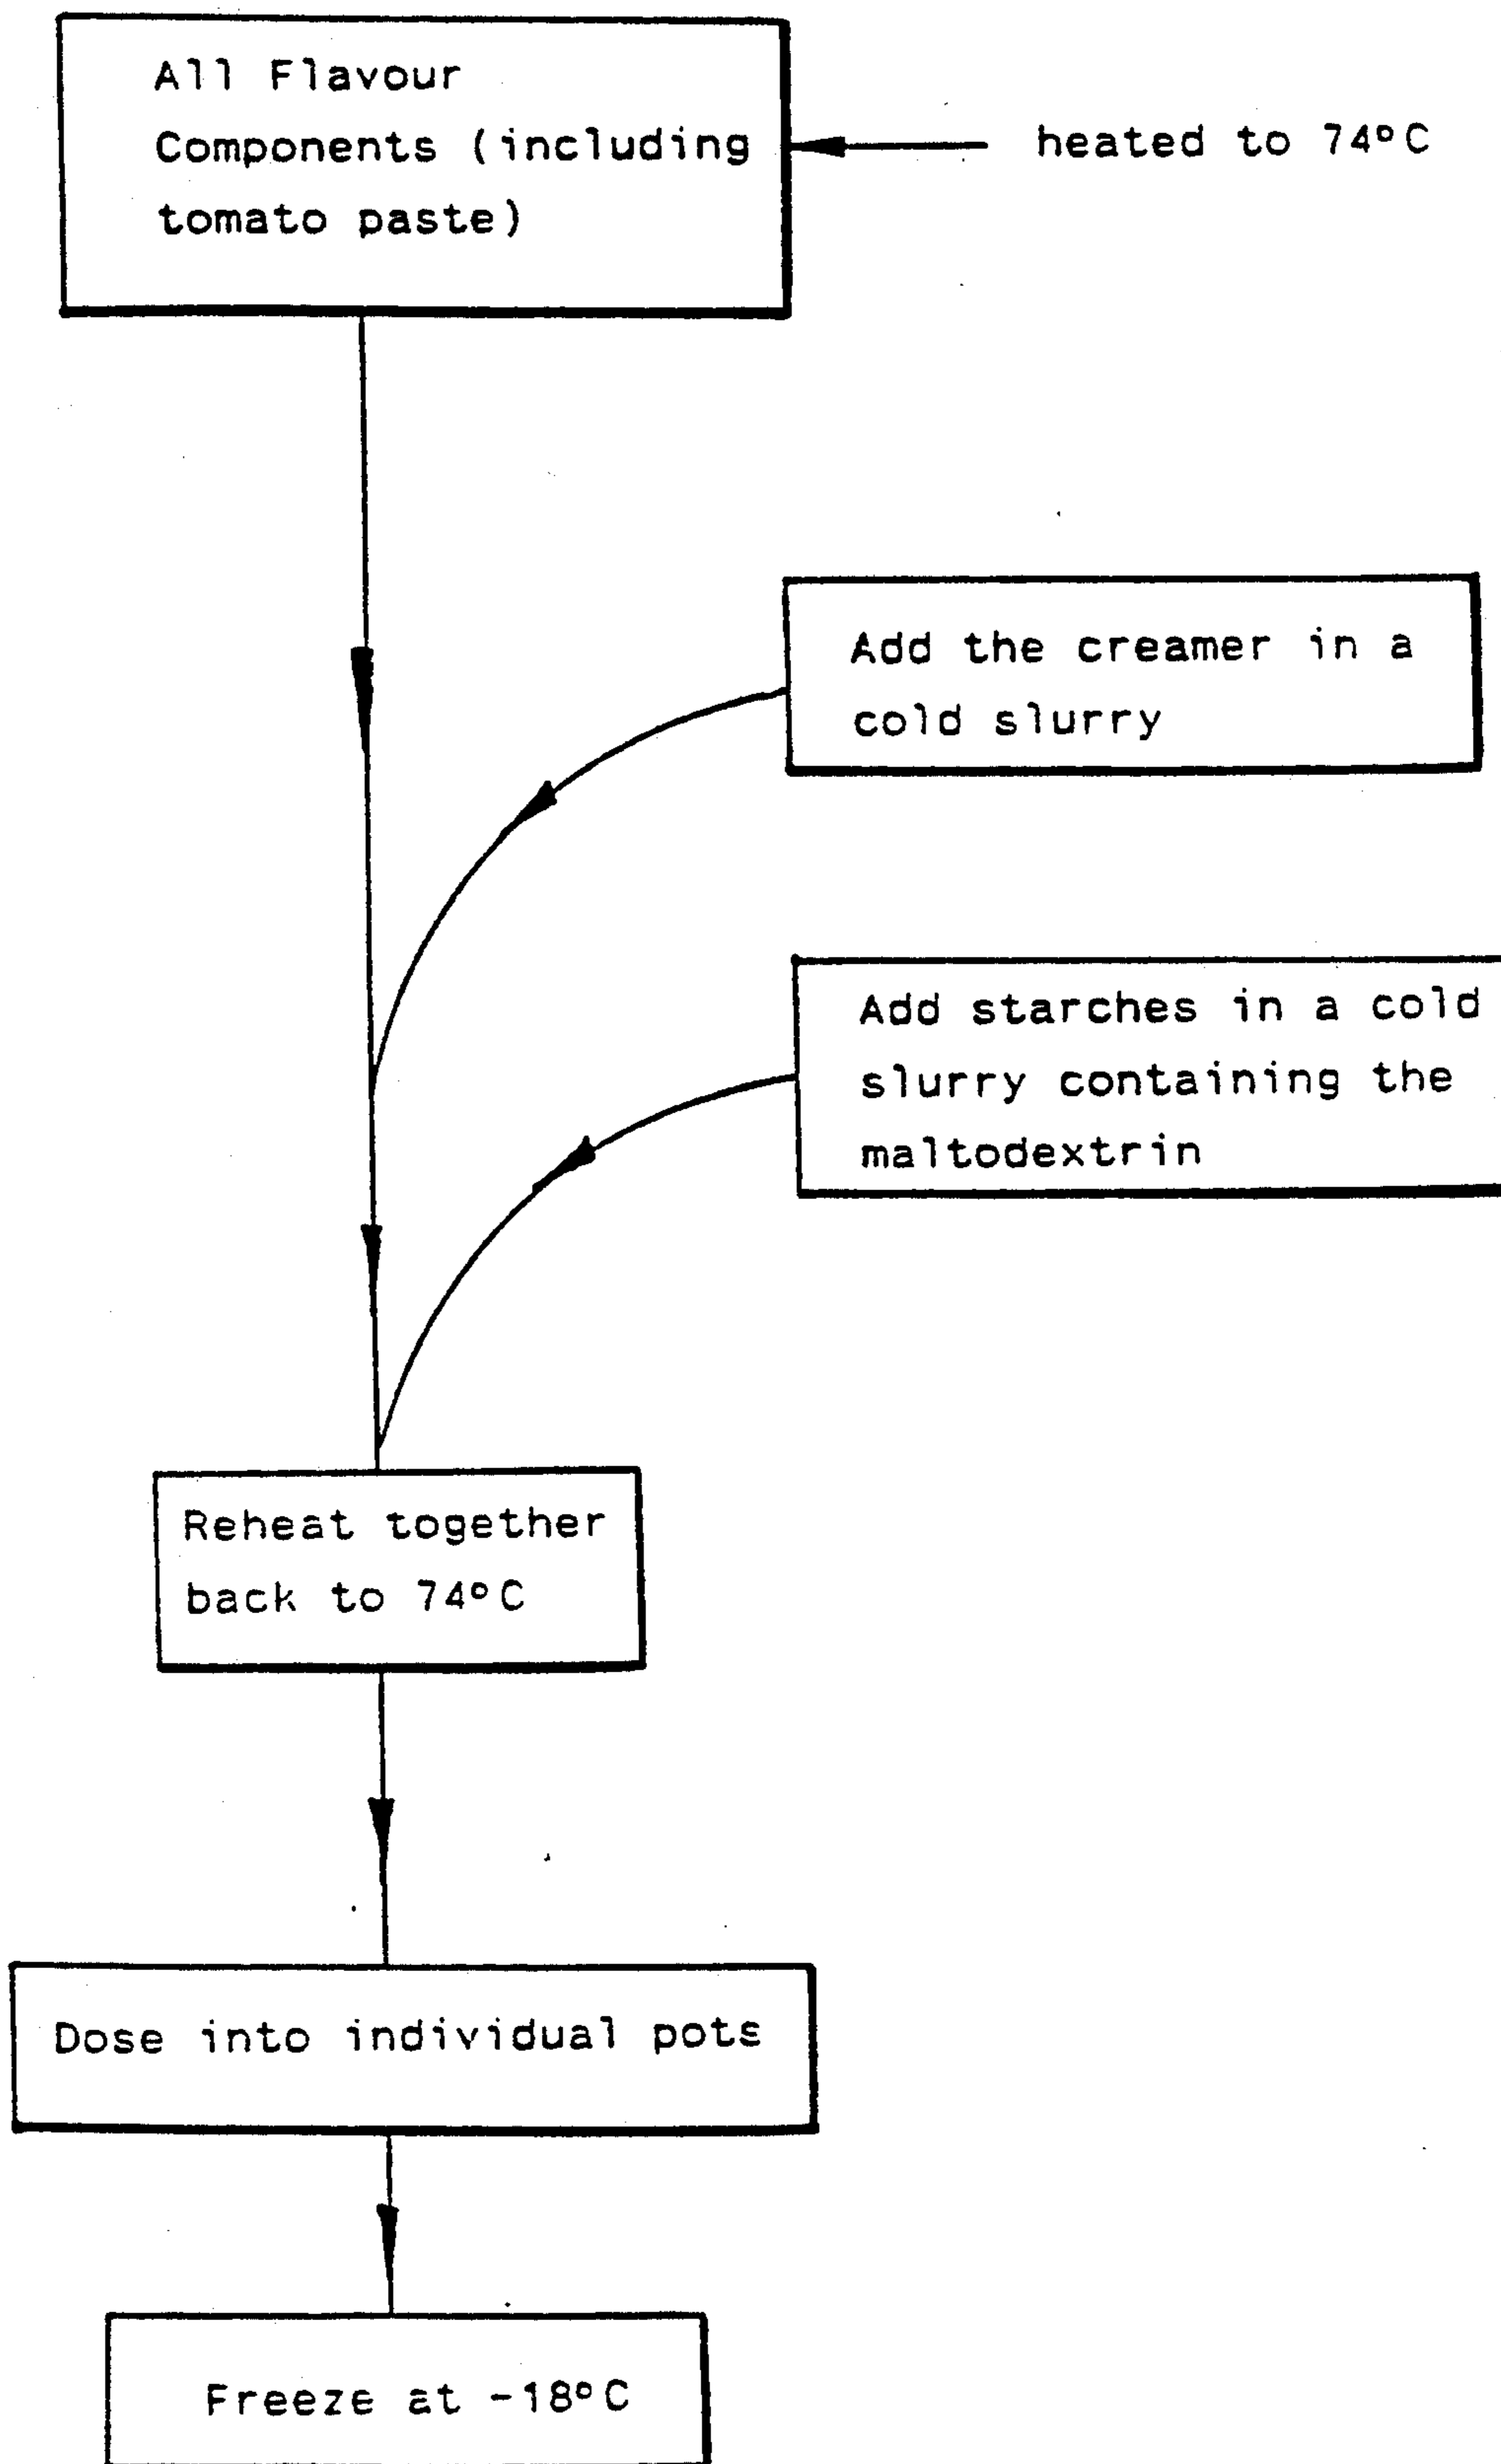 All Flavour
Components (including
tomato paste)
heated to 74°C
Add the creamer in a
cold slurry
Add starches in a cold
slurry containing the
maltodextrin
Reheat together
back to 74°C
Dose into individual pots
Freeze at -18°C